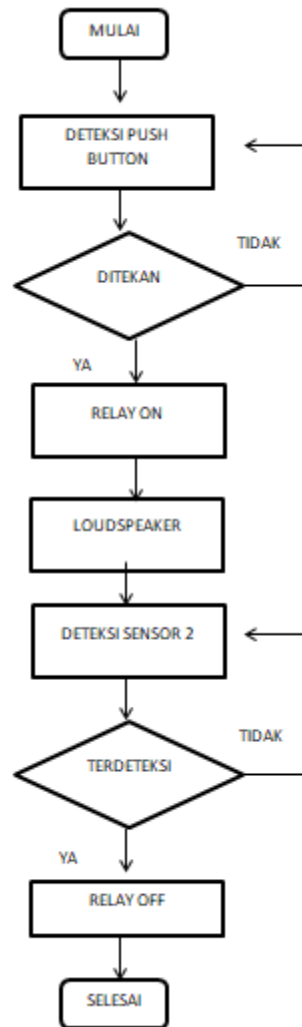 MULAI
DETEKSI PUSH
BUTTON
TIDAK
DITEKAN
YA
RELAY ON
LOUDSPEAKER
DETEKSI SENSOR 2
TIDAK
TERDETEKSI
YA
RELAY OFF
SELESAI